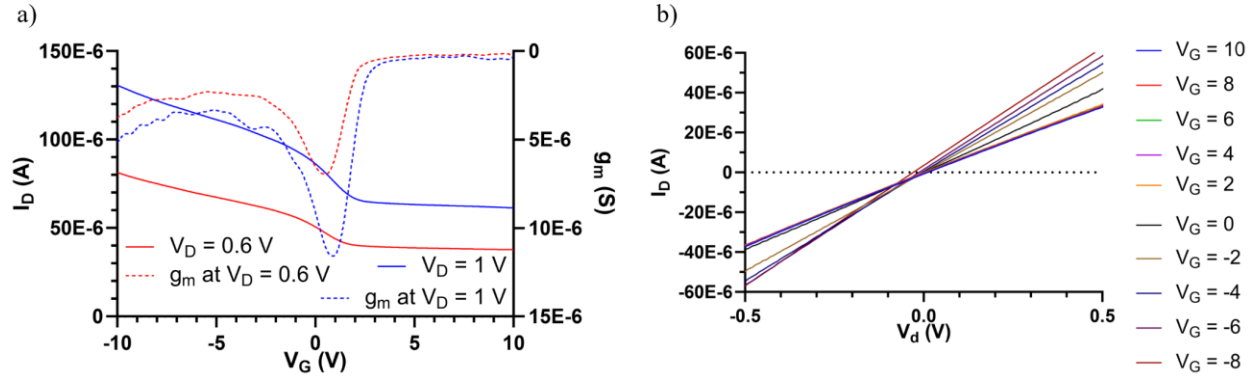 a)
150E-6
100E-6
50E-6
0
I_D (A)
-10
-5
0
5
10
V_G (V)
0
5E-6
10E-6
15E-6
g_m (S)
V_D = 0.6 V
g_m at V_D = 0.6 V
V_D = 1 V
g_m at V_D = 1 V
b)
60E-6
40E-6
20E-6
0
-20E-6
-40E-6
-60E-6
I_D (A)
-0.5
0.0
0.5
V_d (V)
V_G = 10
V_G = 8
V_G = 6
V_G = 4
V_G = 2
V_G = 0
V_G = -2
V_G = -4
V_G = -6
V_G = -8